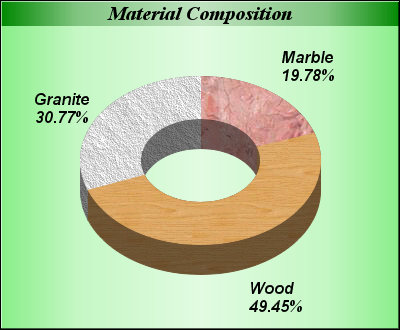 Material Composition
Marble
19.78%
Granite
30.77%
Wood
49.45%